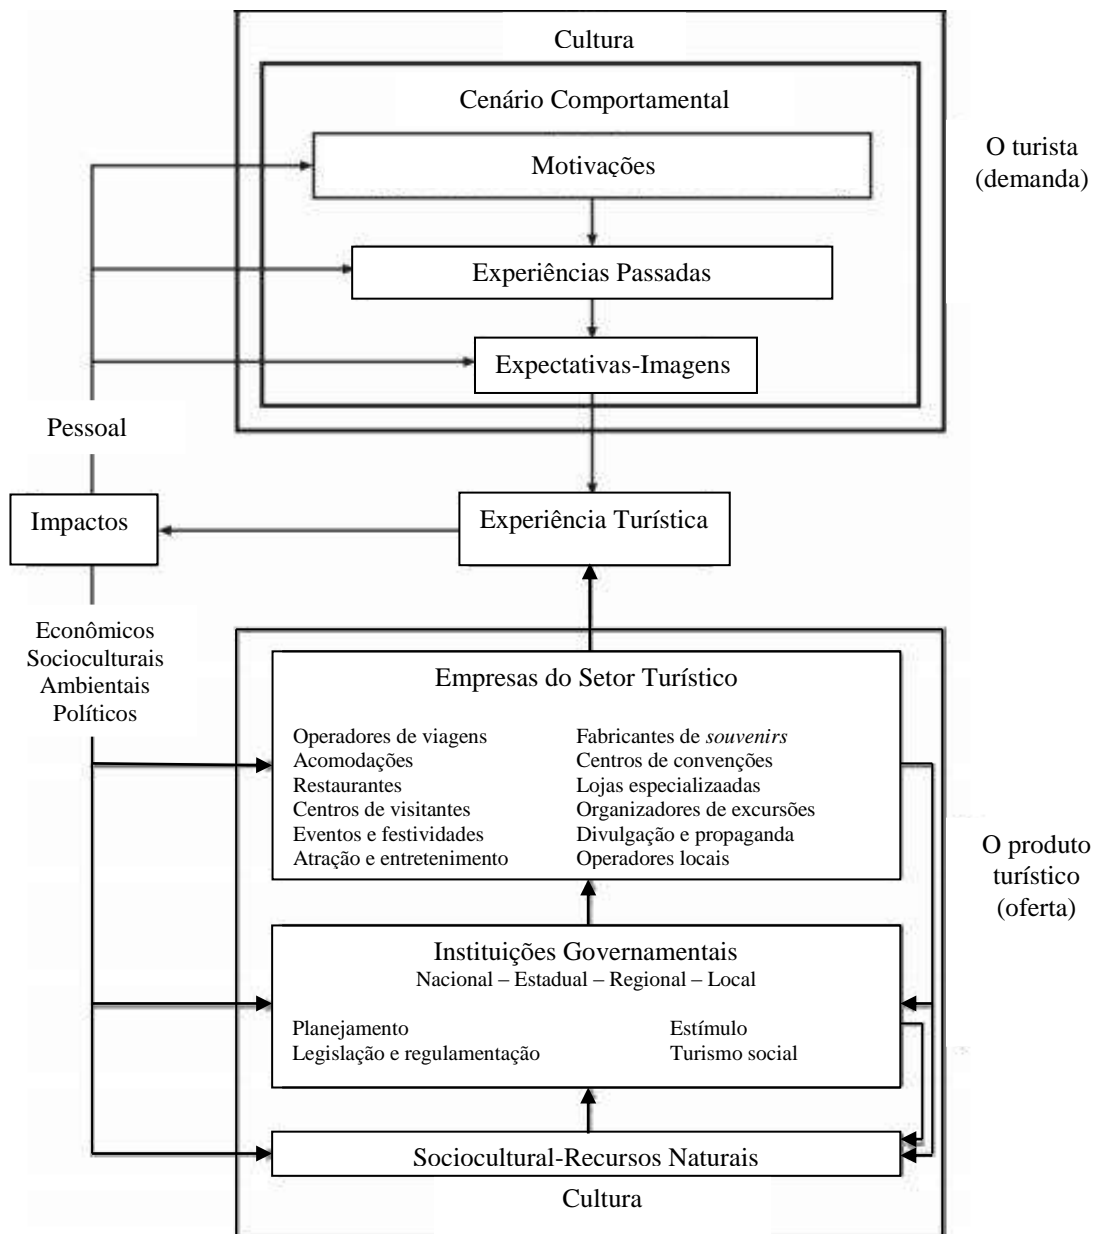 Cultura
Cenário Comportamental
Motivações
O turista
(demanda)
Experiências Passadas
Expectativas-Imagens
Pessoal
Impactos
Experiência Turística
Econômicos
Socioculturais
Ambientais
Políticos
Empresas do Setor Turístico
Operadores de viagens
Acomodações
Restaurantes
Centros de visitantes
Eventos e festividades
Atração e entretenimento
Fabricantes de souvenirs
Centros de convenções
Lojas especializaadas
Organizadores de excursões
Divulgação e propaganda
Operadores locais
O produto
turístico
(oferta)
Instituições Governamentais
Nacional – Estadual – Regional – Local
Planejamento
Legislação e regulamentação
Estímulo
Turismo social
Sociocultural-Recursos Naturais
Cultura